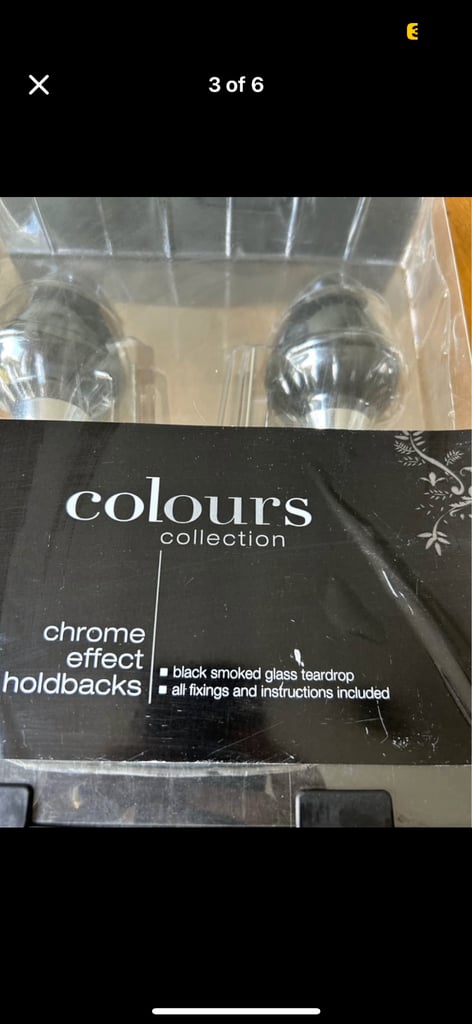 3 of 6
colours
collection
chrome
effect
holdbacks
▪ black smoked glass teardrop
▪ all fixings and instructions included